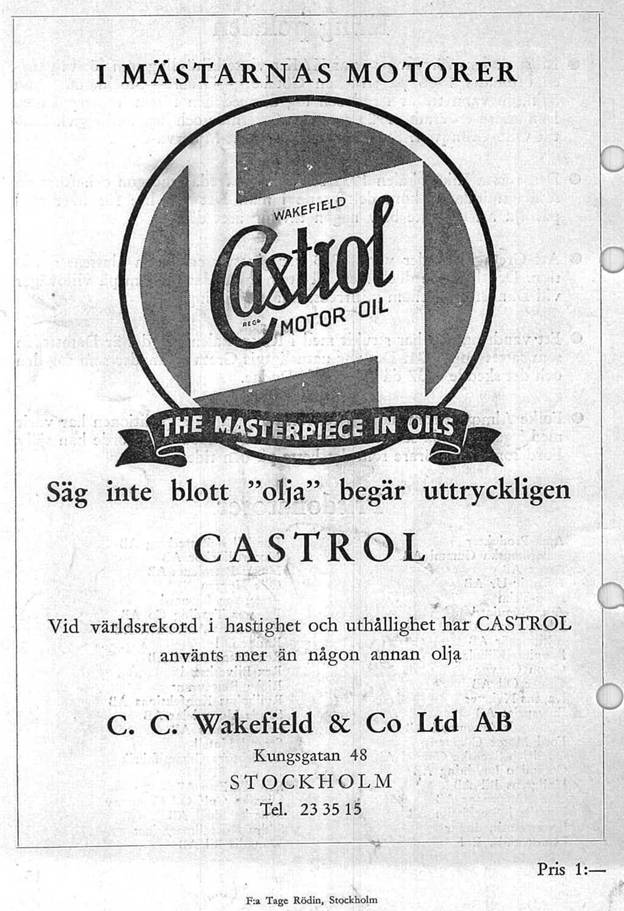 I MÄSTARNAS MOTORER
WAKEFIELD
Castrol
REGD
MOTOR OIL
THE MASTERPIECE IN OILS
Säg inte blott ”olja” begär uttryckligen
CASTROL
Vid världsrekord i hastighet och uthållighet har CASTROL
använts mer än någon annan olja
C. C. Wakefield & Co Ltd AB
Kungsgatan 48
STOCKHOLM
Tel. 23 35 15
Pris 1:—
F:a Tage Rödin, Stockholm